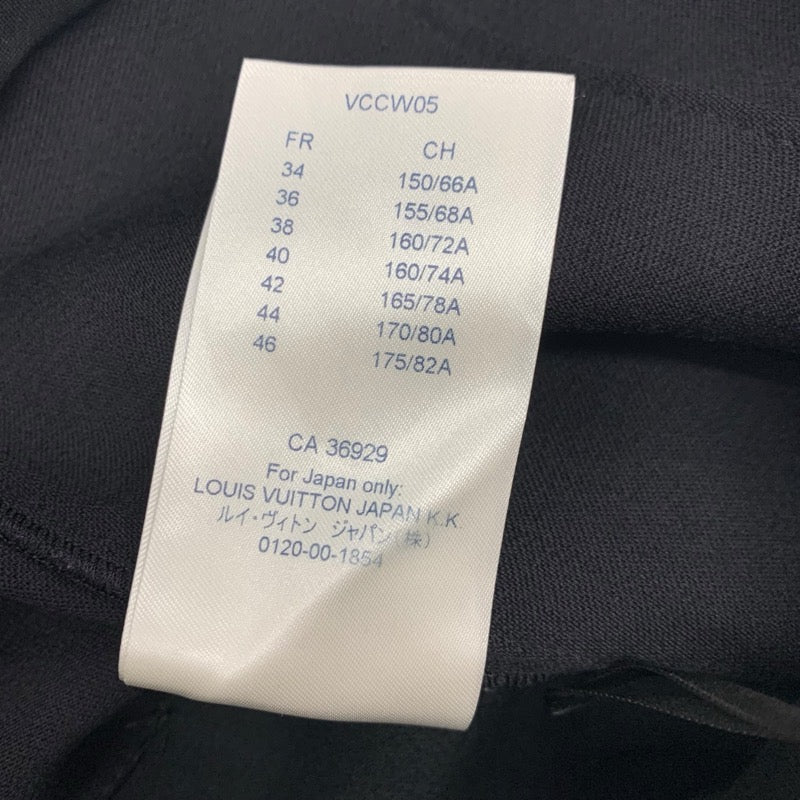 VCCW05
FR CH
34 150/66A
36 155/68A
38 160/72A
40 160/74A
42 165/78A
44 170/80A
46 175/82A
CA 36929
For Japan only:
LOUIS VUITTON JAPAN K.K
ルイ・ヴィトン ジャパン(株)
0120-00-1854